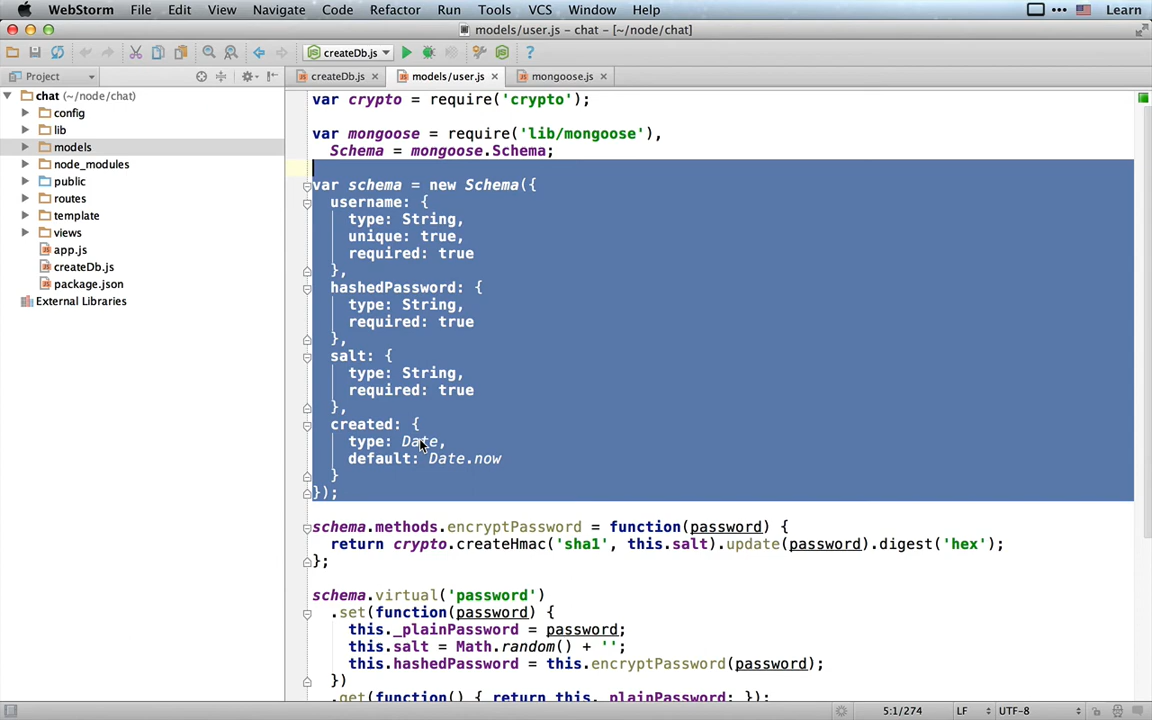 WebStorm File Edit View Navigate Code Refactor Run Tools VCS Window Help Learn
models/user.js – chat – [~/node/chat]
createDb.js
Project
createDb.js models/user.js mongoose.js
chat (~/node/chat)
config
lib
models
node_modules
public
routes
template
views
app.js
createDb.js
package.json
External Libraries
var crypto = require('crypto');
var mongoose = require('lib/mongoose'),
Schema = mongoose.Schema;
var schema = new Schema({
username: {
type: String,
unique: true,
required: true
},
hashedPassword: {
type: String,
required: true
},
salt: {
type: String,
required: true
},
created: {
type: Date,
default: Date.now
}
});
schema.methods.encryptPassword = function(password) {
return crypto.createHmac('sha1', this.salt).update(password).digest('hex');
};
schema.virtual('password')
.set(function(password) {
this._plainPassword = password;
this.salt = Math.random() + '';
this.hashedPassword = this.encryptPassword(password);
})
.get(function() { return this._plainPassword; });
5:1/274 LF UTF-8